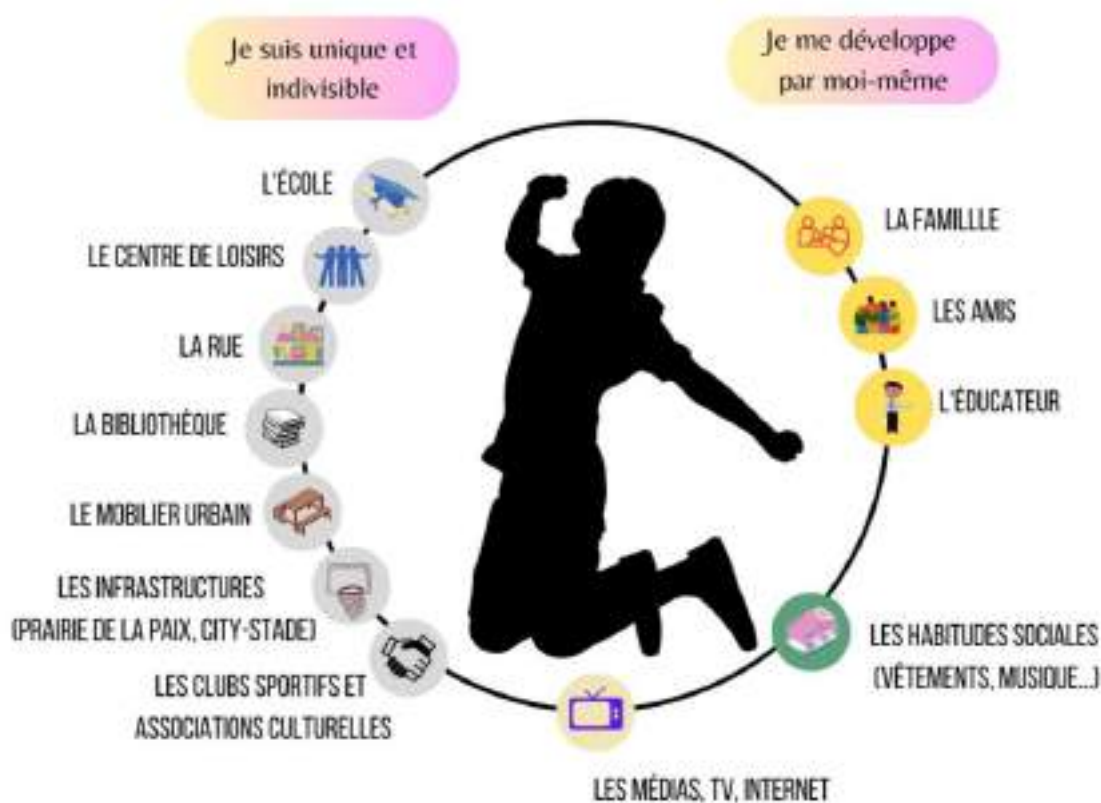 Je suis unique et
indivisible
Je me développe
par moi-même
L'ÉCOLE
LE CENTRE DE LOISIRS
LA RUE
LA BIBLIOTHÈQUE
LE MOBILIER URBAIN
LES INFRASTRUCTURES
(PRAIRIE DE LA PAIX, CITY-STADE)
LES CLUBS SPORTIFS ET
ASSOCIATIONS CULTURELLES
LES MÉDIAS, TV, INTERNET
LA FAMILLLE
LES AMIS
L'ÉDUCATEUR
LES HABITUDES SOCIALES
(VÊTEMENTS, MUSIQUE...)